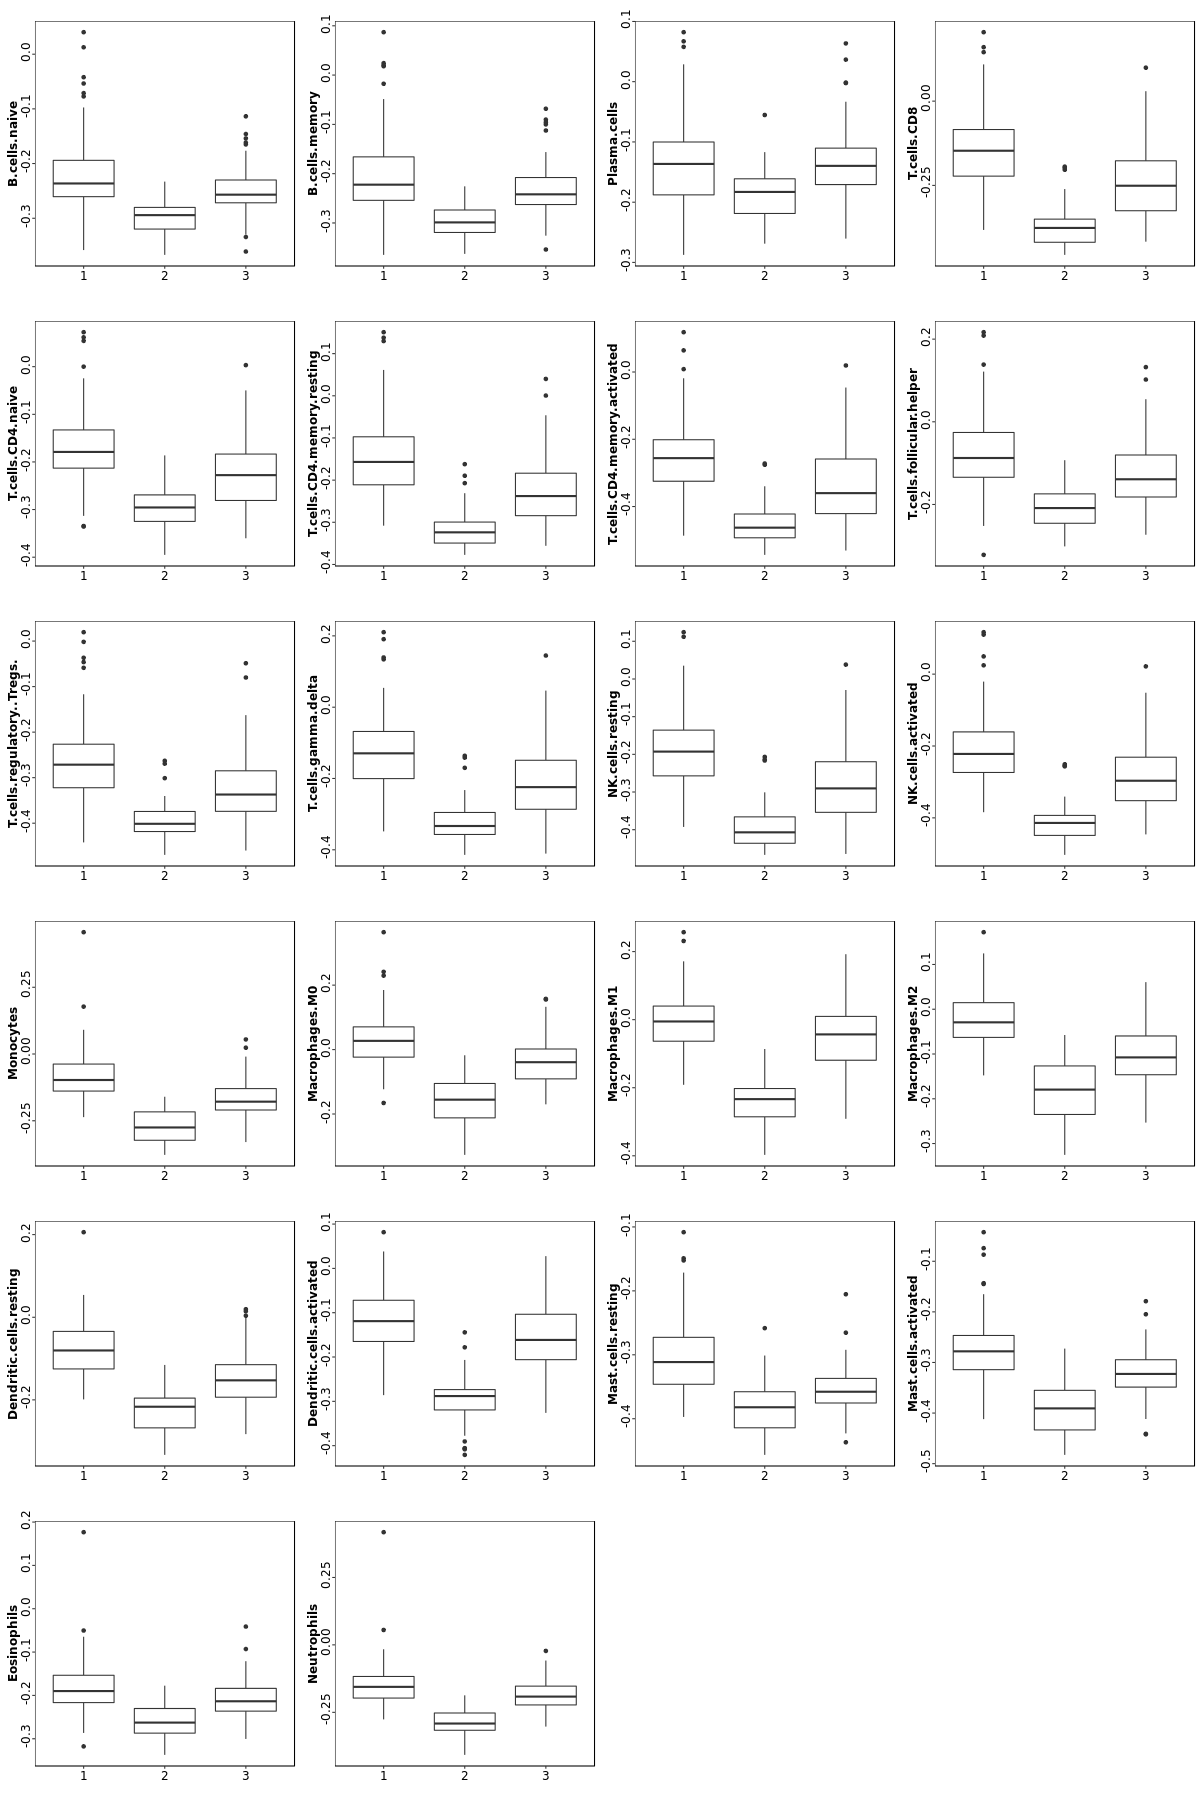 B.cells.naive
-0.3 -0.2 -0.1 0.0
1 2 3
B.cells.memory
-0.3 -0.2 -0.1 0.0 0.1
1 2 3
Plasma.cells
-0.3 -0.2 -0.1 0.0 0.1
1 2 3
T.cells.CD8
-0.25 0.00
1 2 3
T.cells.CD4.naive
-0.4 -0.3 -0.2 -0.1 0.0
1 2 3
T.cells.CD4.memory.resting
-0.4 -0.3 -0.2 -0.1 0.0 0.1
1 2 3
T.cells.CD4.memory.activated
-0.4 -0.2 0.0
1 2 3
T.cells.follicular.helper
-0.2 0.0 0.2
1 2 3
T.cells.regulatory..Tregs.
-0.4 -0.3 -0.2 -0.1 0.0
1 2 3
T.cells.gamma.delta
-0.4 -0.2 0.0 0.2
1 2 3
NK.cells.resting
-0.4 -0.3 -0.2 -0.1 0.0 0.1
1 2 3
NK.cells.activated
-0.4 -0.2 0.0
1 2 3
Monocytes
-0.25 0.00 0.25
1 2 3
Macrophages.M0
-0.2 0.0 0.2
1 2 3
Macrophages.M1
-0.4 -0.2 0.0 0.2
1 2 3
Macrophages.M2
-0.3 -0.2 -0.1 0.0 0.1
1 2 3
Dendritic.cells.resting
-0.2 0.0 0.2
1 2 3
Dendritic.cells.activated
-0.4 -0.3 -0.2 -0.1 0.0 0.1
1 2 3
Mast.cells.resting
-0.4 -0.3 -0.2 -0.1
1 2 3
Mast.cells.activated
-0.5 -0.4 -0.3 -0.2 -0.1
1 2 3
Eosinophils
-0.3 -0.2 -0.1 0.0 0.1 0.2
1 2 3
Neutrophils
-0.25 0.00 0.25
1 2 3